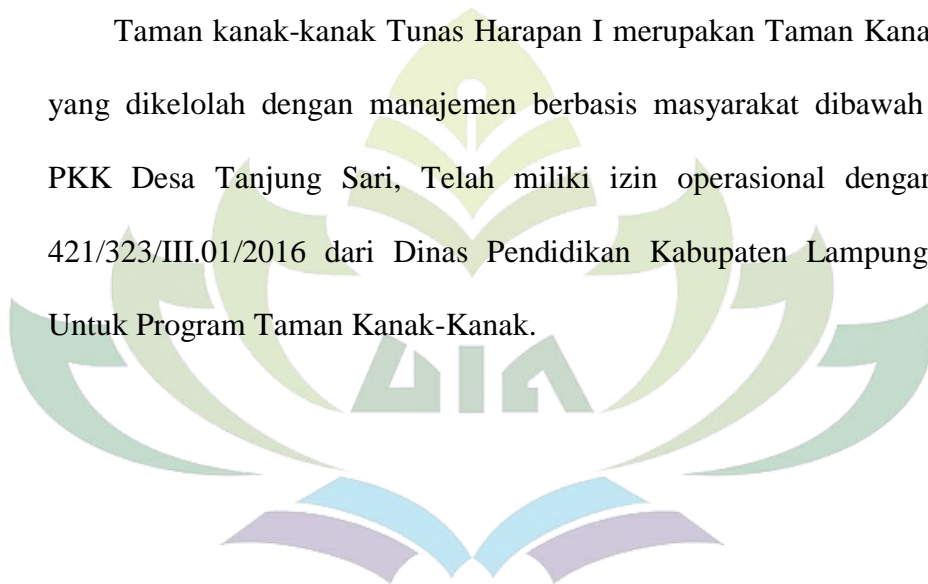 Taman kanak-kanak Tunas Harapan I merupakan Taman Kana
yang dikelolah dengan manajemen berbasis masyarakat dibawah
PKK Desa Tanjung Sari, Telah miliki izin operasional dengan
421/323/III.01/2016 dari Dinas Pendidikan Kabupaten Lampung
Untuk Program Taman Kanak-Kanak.
UIN